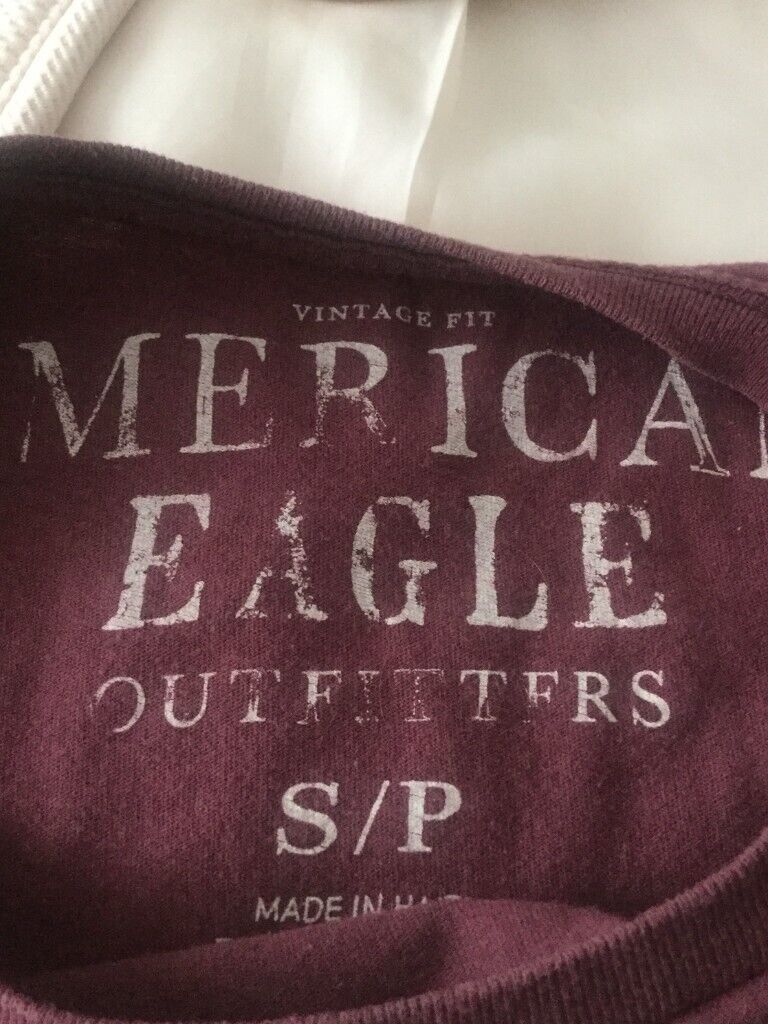 VINTAGE FIT
MERICA
EAGLE
OUTFITTERS
S/P
MADE IN